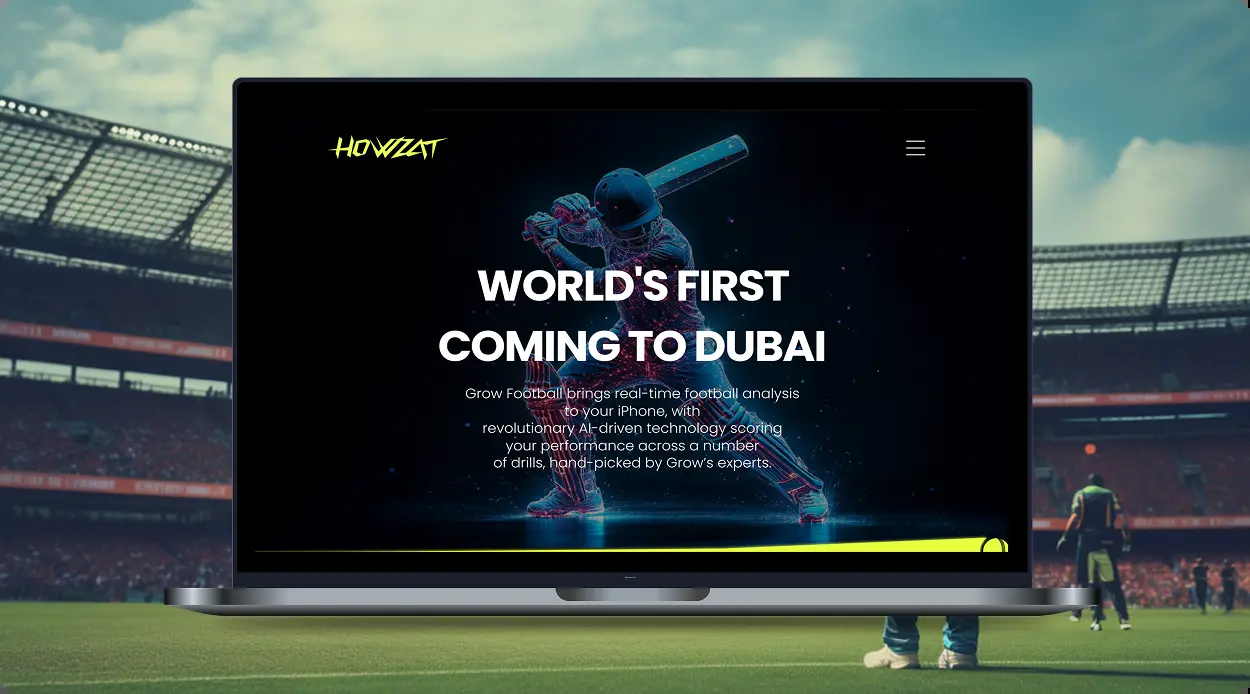 HOWZAT
WORLD'S FIRST
COMING TO DUBAI
Grow Football brings real-time football analysis
to your iPhone, with
revolutionary AI-driven technology scoring
your performance across a number
of drills, hand-picked by Grow’s experts.